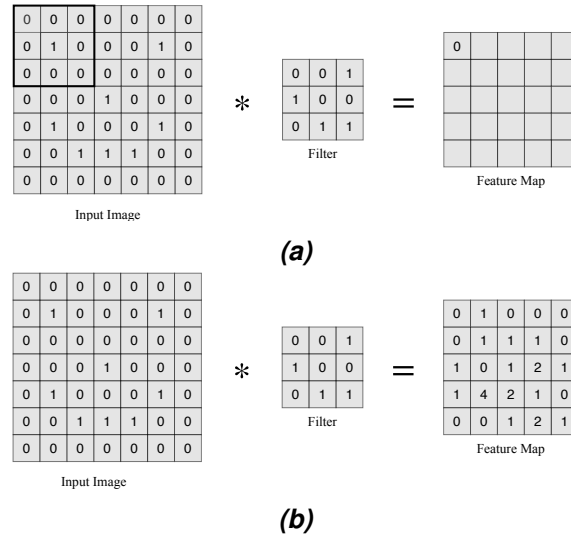 0 0 0 0 0 0 0
0 1 0 0 0 1 0
0 0 0 0 0 0 0
0 0 0 1 0 0 0
0 1 0 0 0 1 0
0 0 1 1 1 0 0
0 0 0 0 0 0 0
Input Image
*
0 0 1
1 0 0
0 1 1
Filter
=
0
Feature Map
(a)
0 0 0 0 0 0 0
0 1 0 0 0 1 0
0 0 0 0 0 0 0
0 0 0 1 0 0 0
0 1 0 0 0 1 0
0 0 1 1 1 0 0
0 0 0 0 0 0 0
Input Image
*
0 0 1
1 0 0
0 1 1
Filter
=
0 1 0 0 0
0 1 1 1 0
1 0 1 2 1
1 4 2 1 0
0 0 1 2 1
Feature Map
(b)